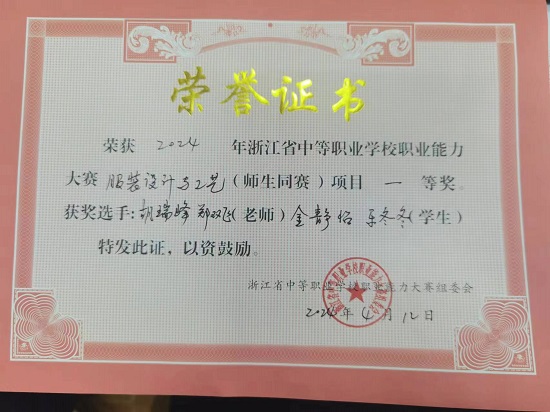 荣誉证书
荣获 2024 年浙江省中等职业学校职业能力
大赛 服装设计与工艺 (师生同赛) 项目 一 等奖。
获奖选手: 胡瑞峰 郑双飞 (老师) 金静 冬冬 (学生)
特发此证,以资鼓励。
浙江省中等职业学校职业能力大赛组委会
2024年4月12日